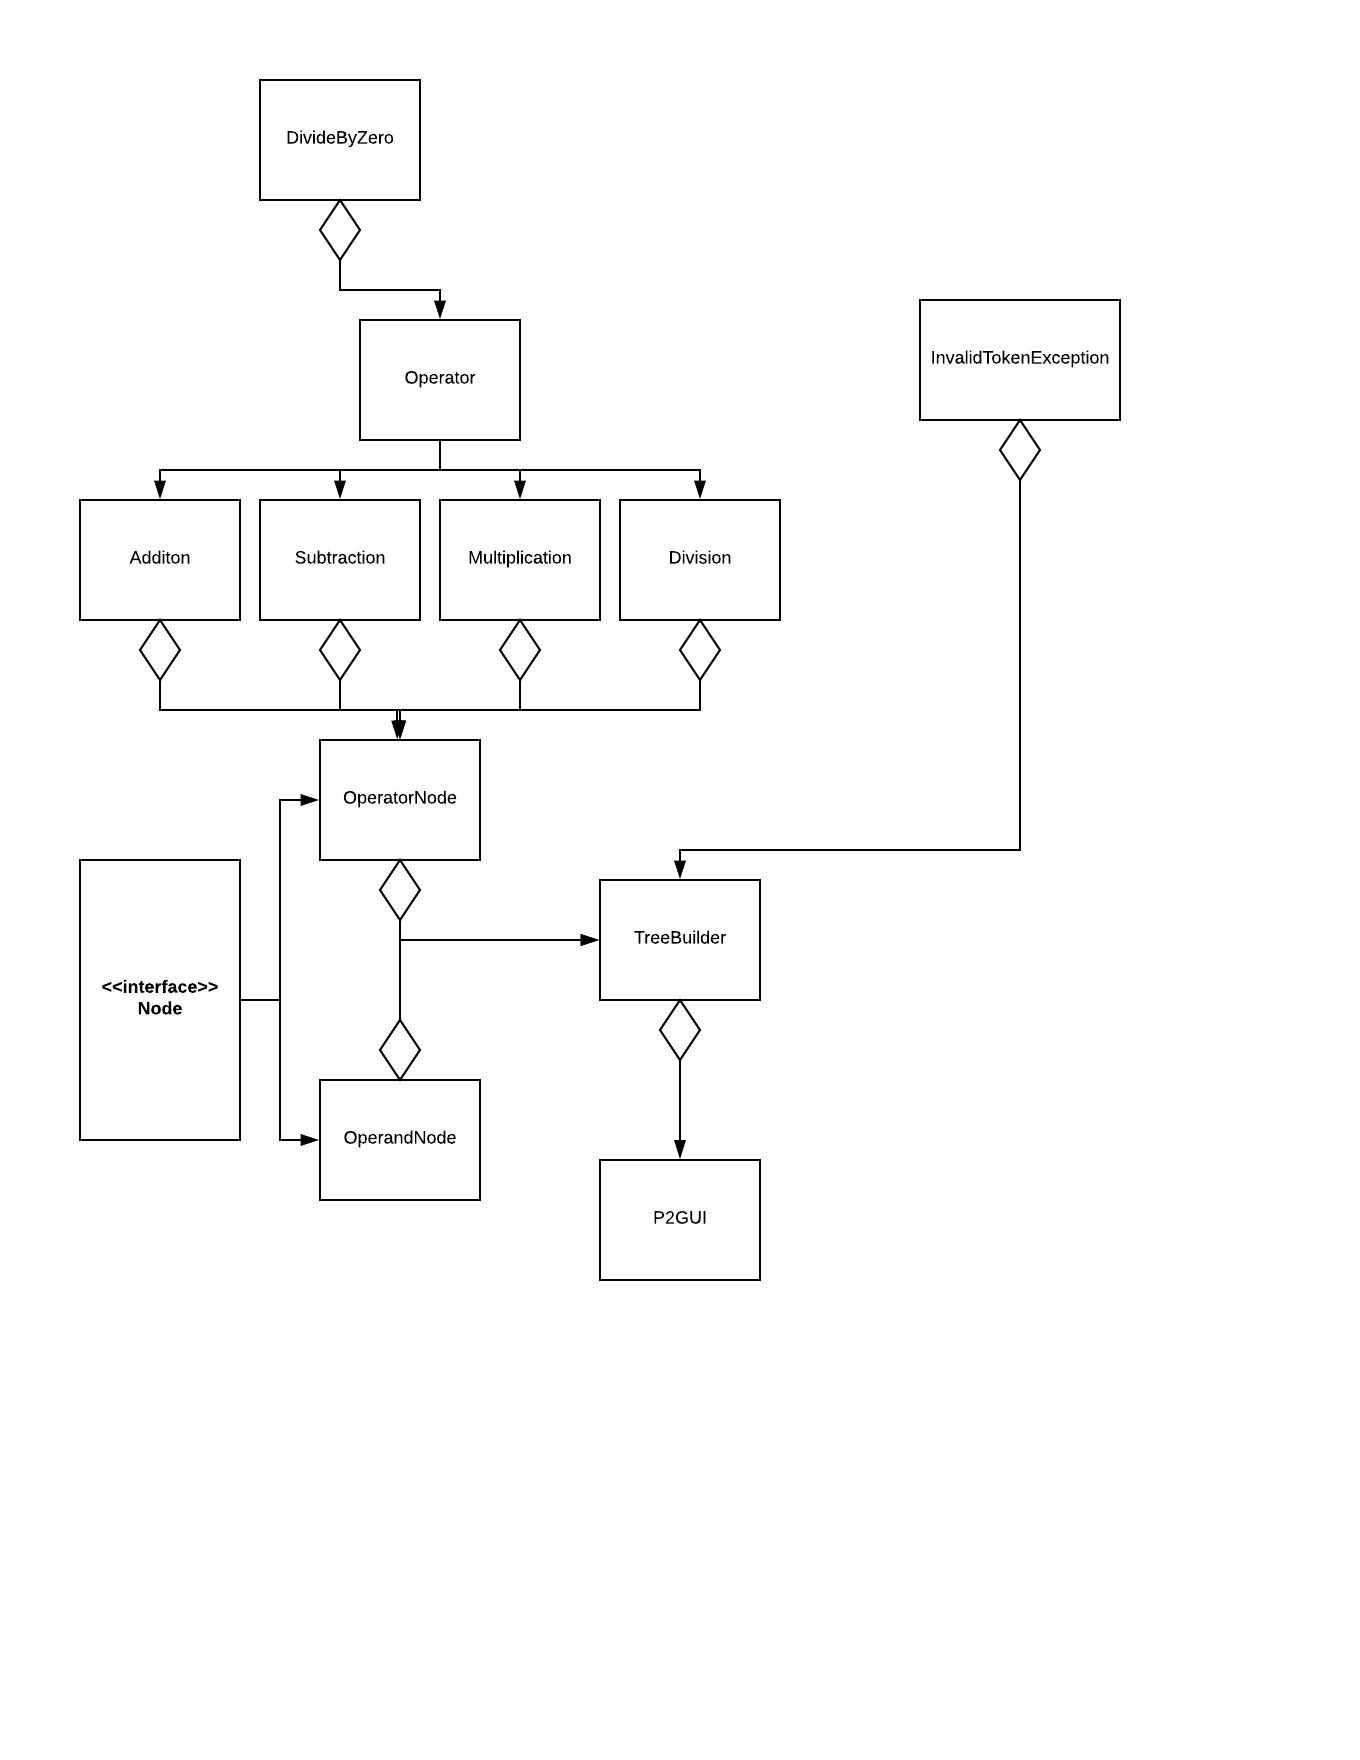 DivideByZero
Operator
InvalidTokenException
Additon
Subtraction
Multiplication
Division
OperatorNode
TreeBuilder
<<interface>>
Node
OperandNode
P2GUI